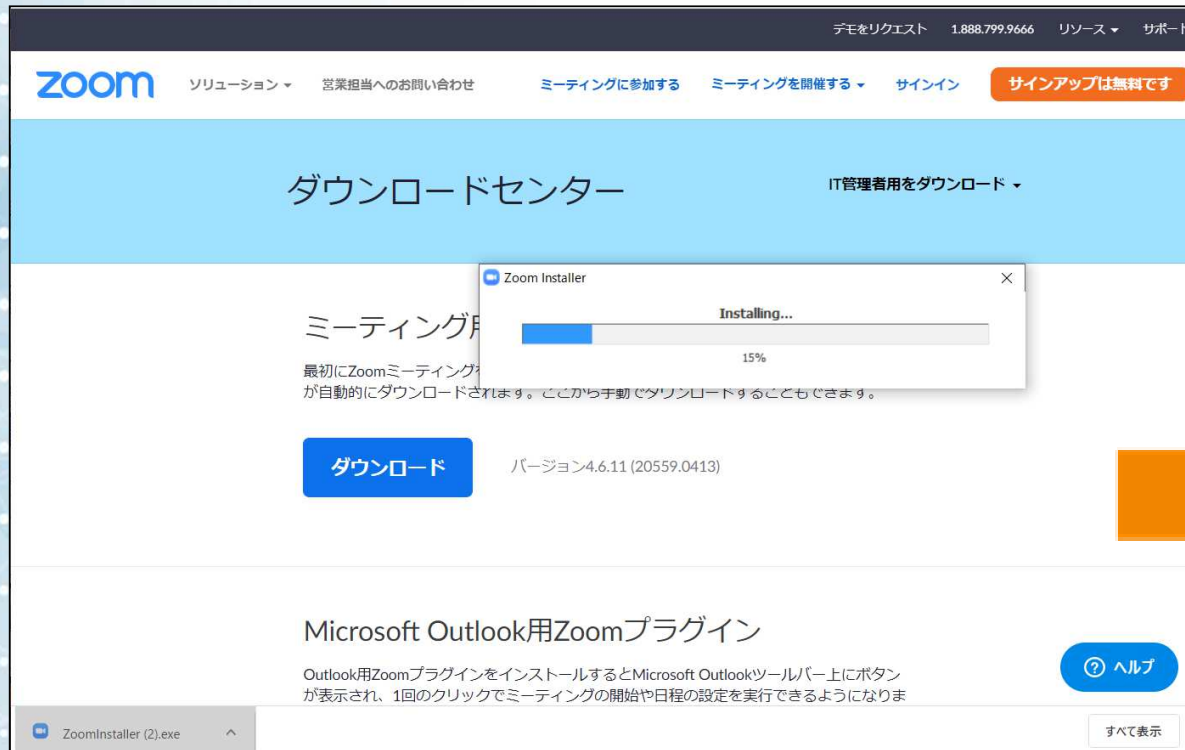 デモをリクエスト 1.888.799.9666 リソース サポート
zoom ソリューション 営業担当へのお問い合わせ ミーティングに参加する ミーティングを開催する サインイン サインアップは無料です
ダウンロードセンター
IT管理者用をダウンロード
Zoom Installer
Installing...
15%
ミーティング用
最初にZoomミーティングを
が自動的にダウンロードされます。ここから手動でダウンロードすることもできます。
ダウンロード バージョン4.6.11 (20559.0413)
Microsoft Outlook用Zoomプラグイン
Outlook用ZoomプラグインをインストールするとMicrosoft Outlookツールバー上にボタン
が表示され、1回のクリックでミーティングの開始や日程の設定を実行できるようになりま
ヘルプ
ZoomInstaller (2).exe
すべて表示